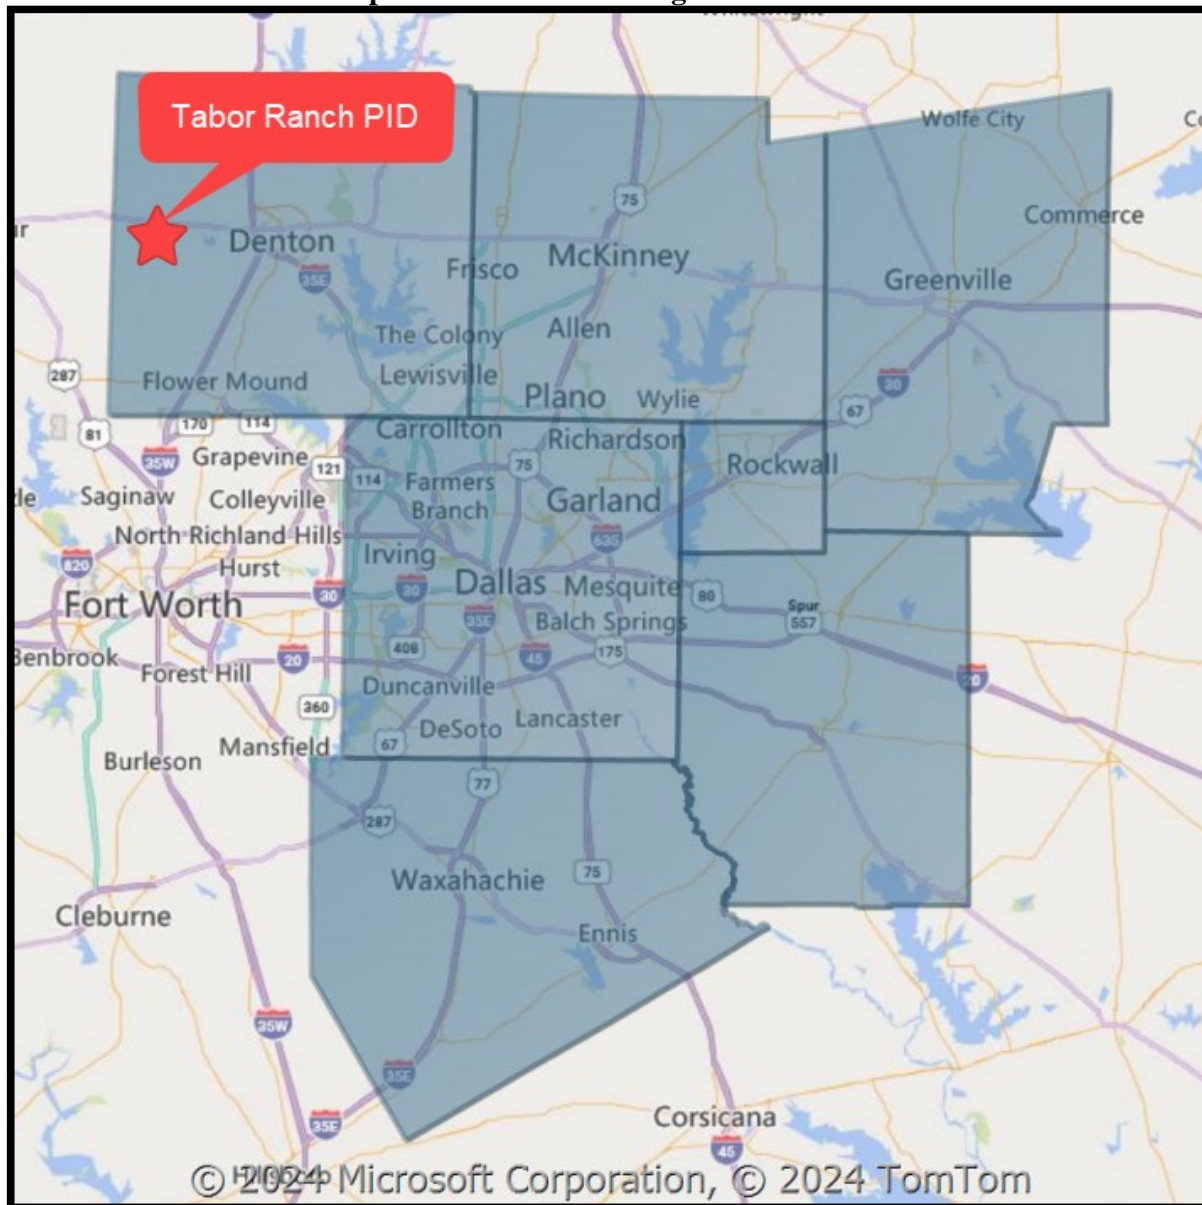 Tabor Ranch PID
Wolfe City
Commerce
75
Denton
McKinney
Frisco
35E
Greenville
The Colony
Allen
287
Flower Mound
Lewisville
Plano
Wylie
30
67
81
170
114
Carrollton
Richardson
Grapevine
121
35W
114
75
Rockwall
Saginaw
Colleyville
Farmers
Branch
Garland
North Richland Hills
635
820
Hurst
Irving
Dallas
Mesquite
80
Spur
557
Fort Worth
30
30
35E
Balch Springs
Benbrook
Forest Hill
20
408
45
175
20
360
Duncanville
DeSoto
Lancaster
Mansfield
67
Burleson
77
287
Waxahachie
75
Cleburne
Ennis
35W
35E
35E
Corsicana
45
© 2024 Microsoft Corporation, © 2024 TomTom